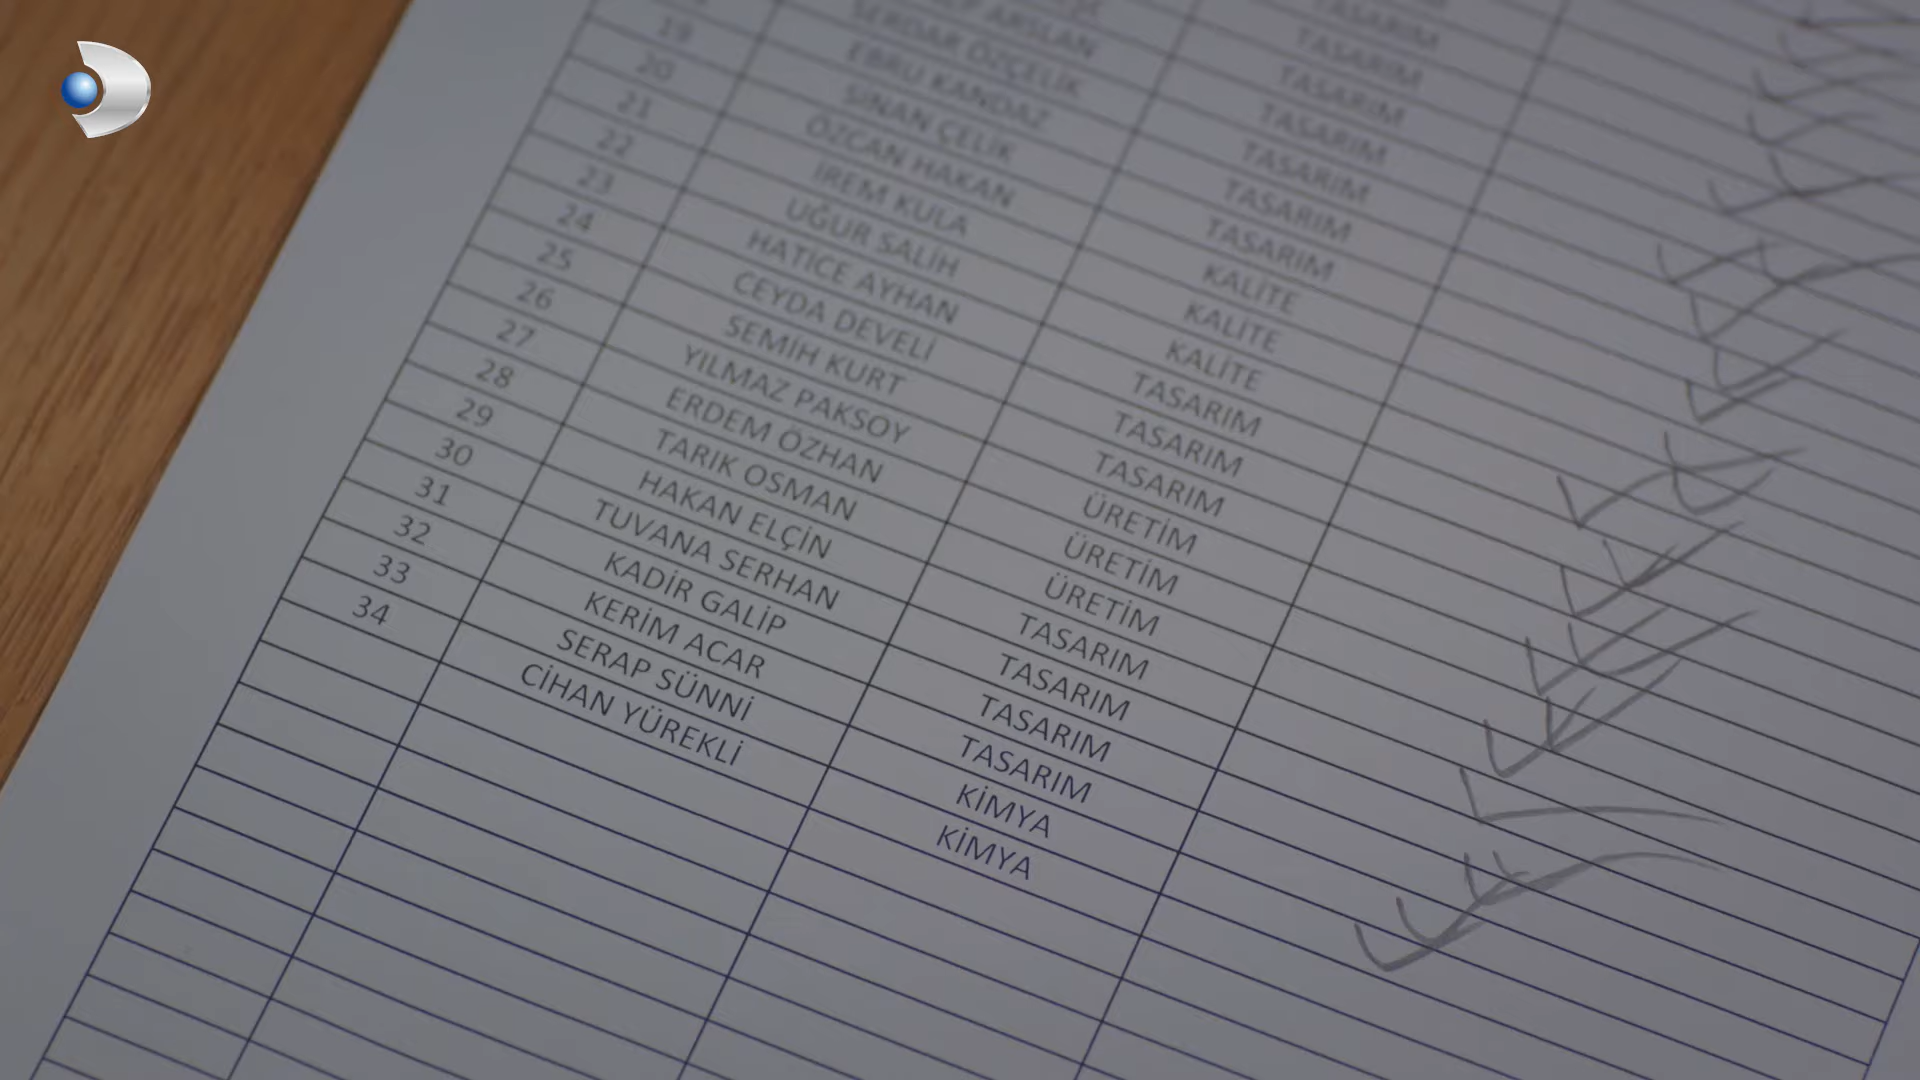 TASARIM
TASARIM
ARSLAN TASARIM
SERDAR ÖZÇELİK TASARIM
EBRU KANDAZ TASARIM
19 SİNAN ÇELİK TASARIM
20 ÖZCAN HAKAN KALİTE
21 İREM KULA KALİTE
22 UĞUR SALİH KALİTE
23 HATİCE AYHAN TASARIM
24 CEYDA DEVELİ TASARIM
25 SEMİH KURT TASARIM
26 YILMAZ PAKSOY ÜRETİM
27 ERDEM ÖZHAN ÜRETİM
28 TARIK OSMAN ÜRETİM
29 HAKAN ELÇİN TASARIM
30 TUVANA SERHAN TASARIM
31 KADİR GALİP TASARIM
32 KERİM ACAR TASARIM
33 SERAP SÜNNİ KİMYA
34 CİHAN YÜREKLİ KİMYA